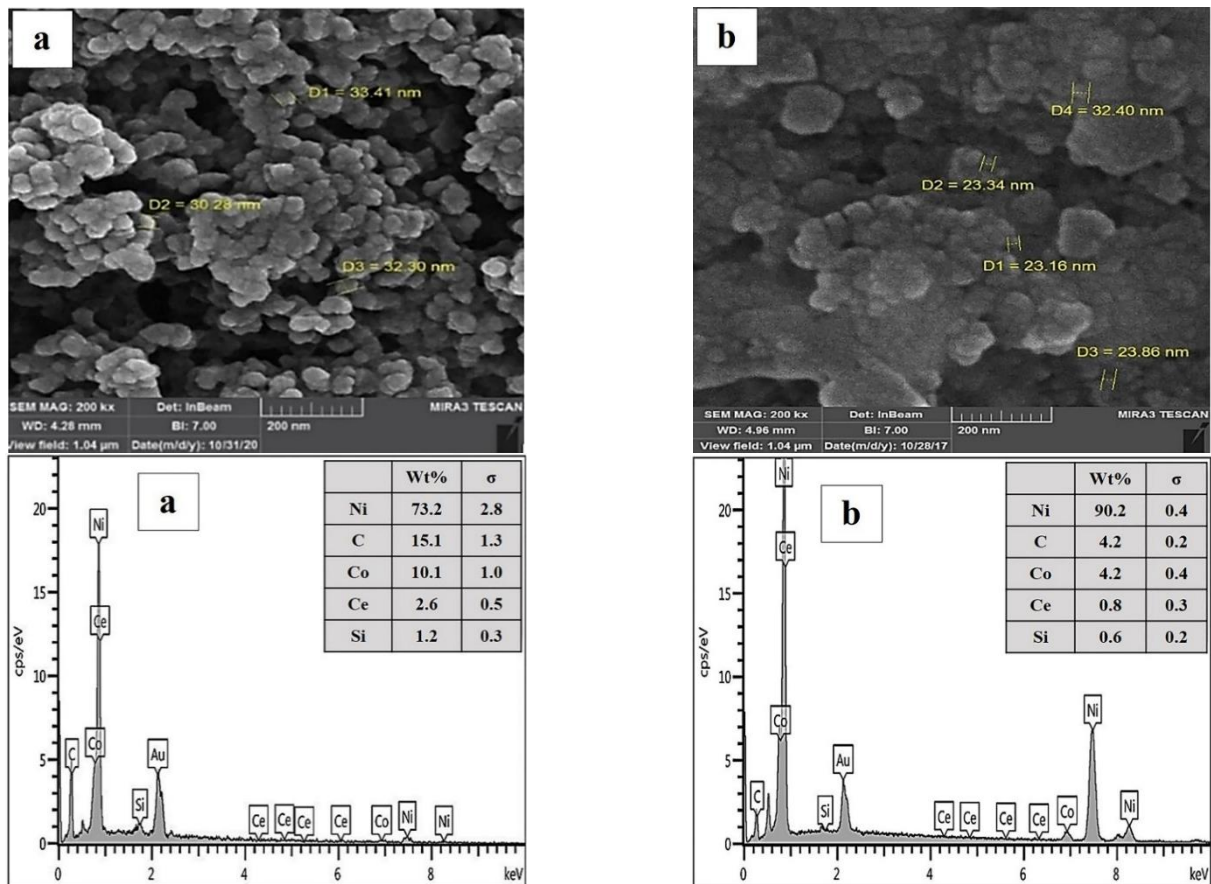 a
D1 = 33.41 nm
D2 = 30.28 nm
D3 = 32.30 nm
SEM MAG: 200 kx Det: InBeam MIRA3 TESCAN
WD: 4.28 mm BI: 7.00 200 nm
View field: 1.04 µm Date(m/d/y): 10/31/20
b
D4 = 32.40 nm
D2 = 23.34 nm
D1 = 23.16 nm
D3 = 23.86 nm
SEM MAG: 200 kx Det: InBeam MIRA3 TESCAN
WD: 4.96 mm BI: 7.00 200 nm
View field: 1.04 µm Date(m/d/y): 10/28/17
a
Wt% σ
Ni 73.2 2.8
C 15.1 1.3
Co 10.1 1.0
Ce 2.6 0.5
Si 1.2 0.3
cps/eV
20
15
10
5
0
Ni
Ce
C Co Si Au Ce Ce Ce Ce Co Ni Ni
0 2 4 6 8 keV
b
Wt% σ
Ni 90.2 0.4
C 4.2 0.2
Co 4.2 0.4
Ce 0.8 0.3
Si 0.6 0.2
cps/eV
20
15
10
5
0
Ni
Ce
Co
C Si Au Ce Ce Ce Ce Co Ni Ni
0 2 4 6 8 keV